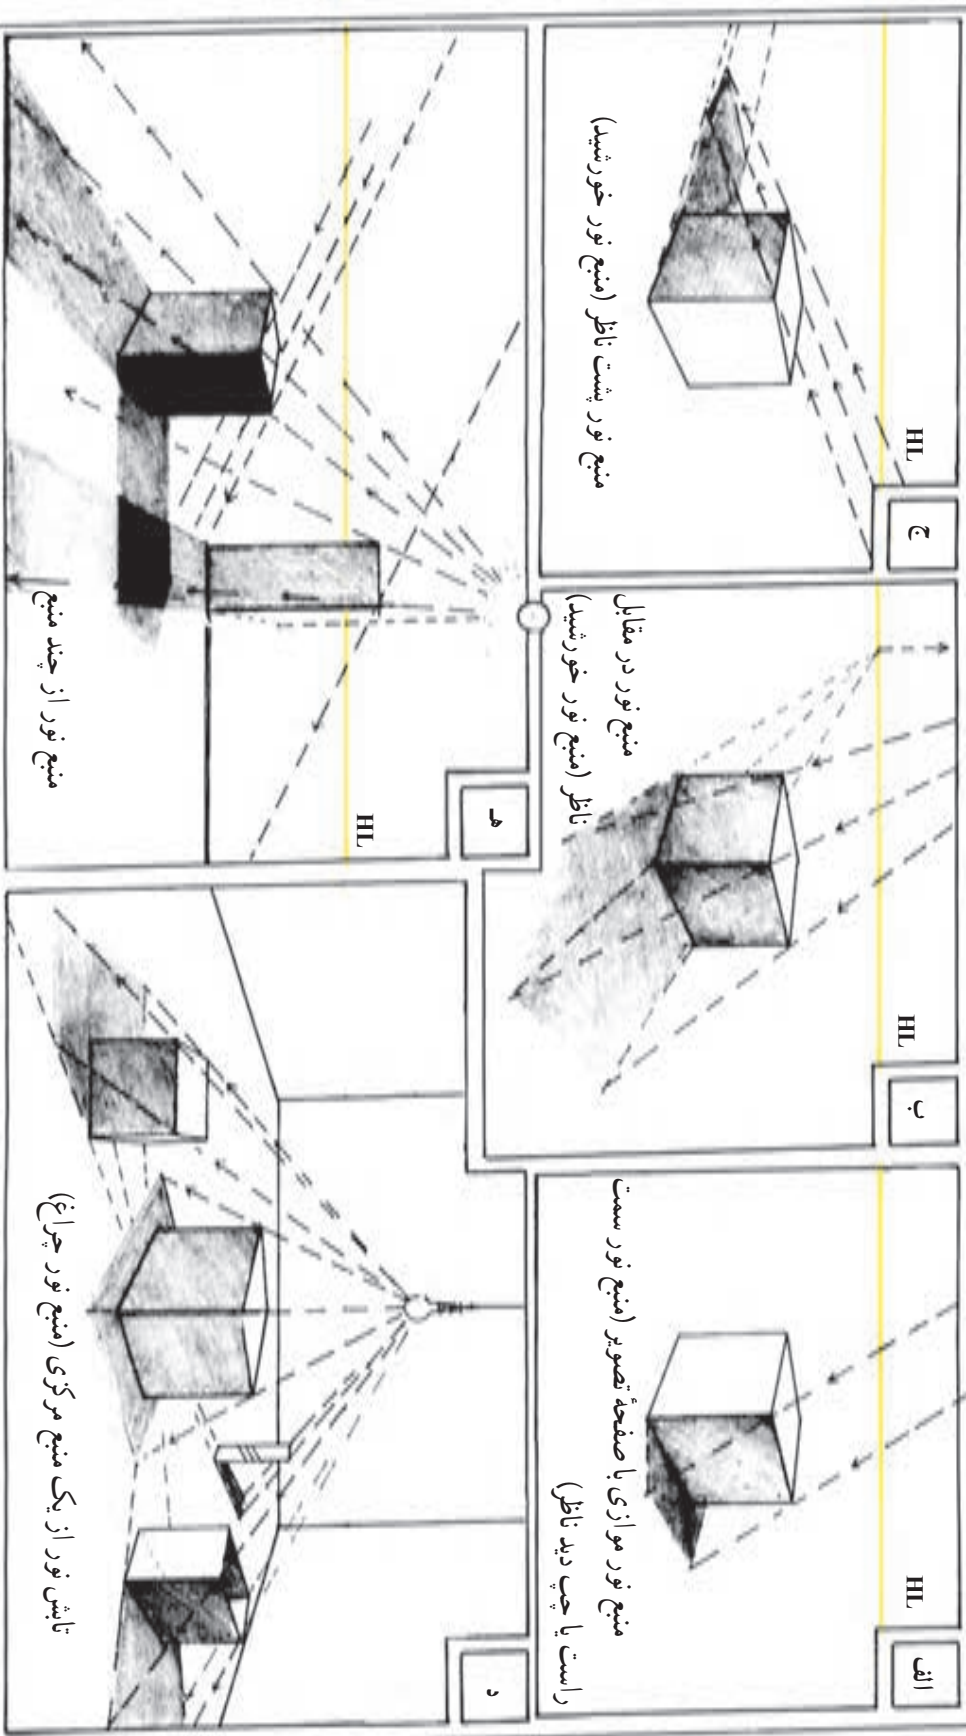 الف
HL
منبع نور موازی با صفحهٔ تصویر (منبع نور سمت
راست یا چپ دید ناظر)
ب
HL
منبع نور در مقابل
ناظر (منبع نور خورشید)
ج
HL
منبع نور پشت ناظر (منبع نور خورشید)
د
تابش نور از یک منبع مرکزی (منبع نور چراغ)
هـ
HL
منبع نور از چند منبع